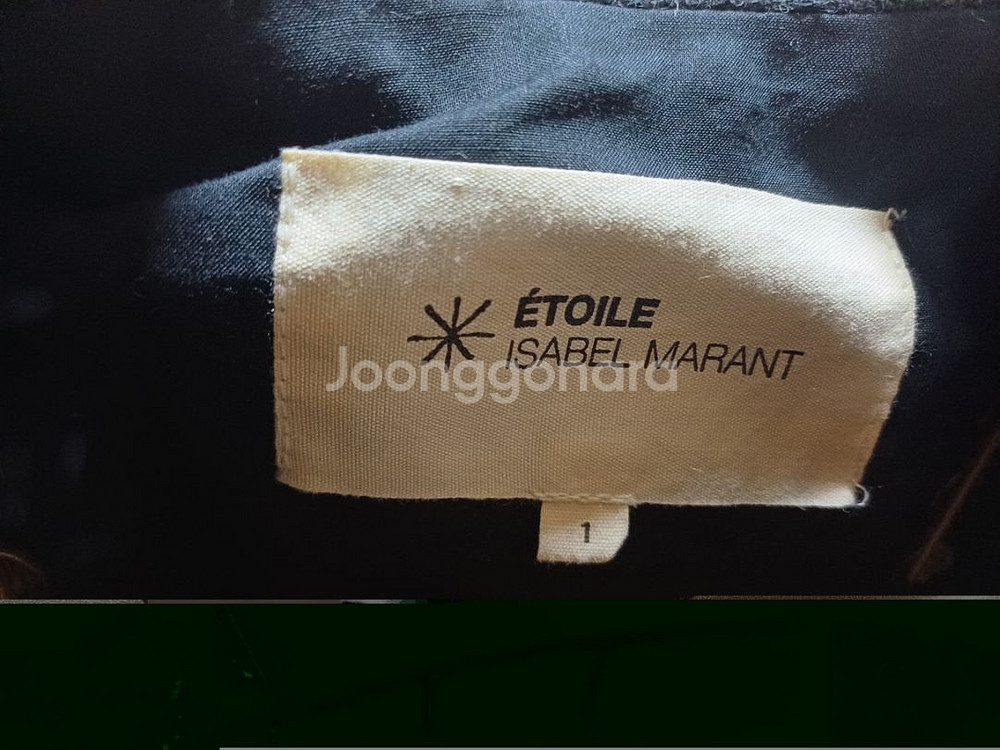 ÉTOILE
ISABEL MARANT
Joonggonara
1